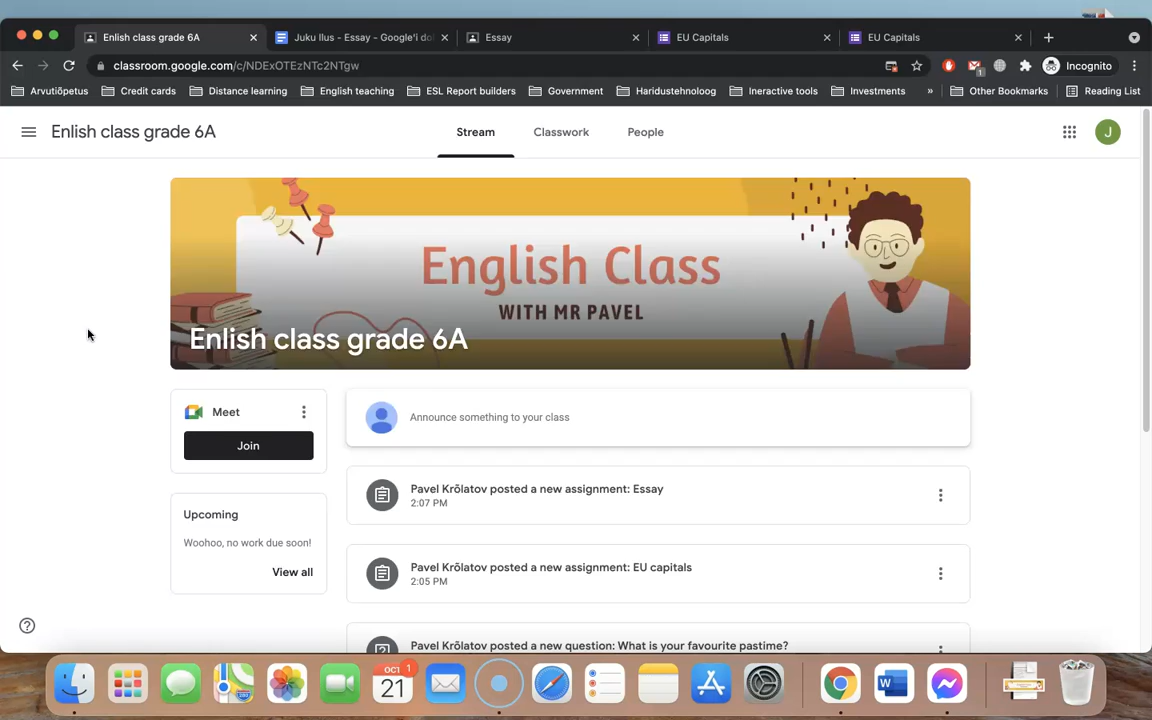 Enlish class grade 6A
Juku Ilus - Essay - Google'i do
Essay
EU Capitals
EU Capitals
classroom.google.com/c/NDExOTEzNTc2NTgw
Incognito
Arvutiõpetus
Credit cards
Distance learning
English teaching
ESL Report builders
Government
Haridustehnoloog
Ineractive tools
Investments
»
Other Bookmarks
Reading List
Enlish class grade 6A
Stream
Classwork
People
J
English Class
WITH MR PAVEL
Enlish class grade 6A
Meet
Join
Announce something to your class
Pavel Krõlatov posted a new assignment: Essay
2:07 PM
Upcoming
Woohoo, no work due soon!
View all
Pavel Krõlatov posted a new assignment: EU capitals
2:05 PM
Pavel Krõlatov posted a new question: What is your favourite pastime?
OCT
1
21
W